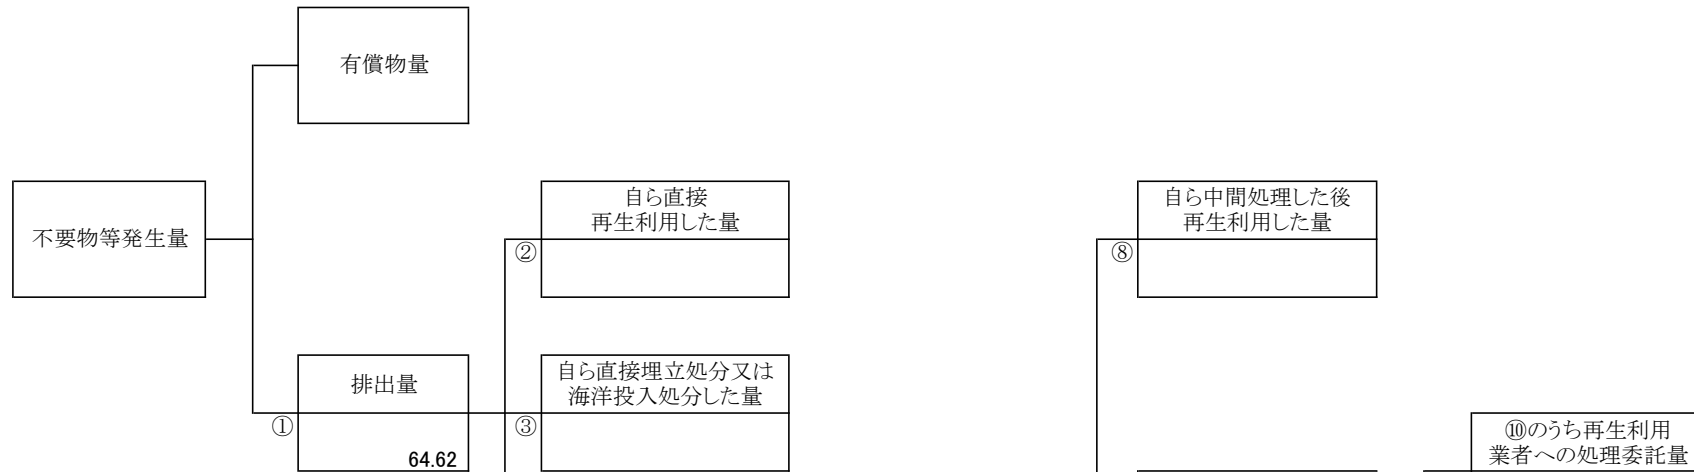 有償物量
不要物等発生量
自ら直接
再生利用した量
②
自ら中間処理した後
再生利用した量
⑧
排出量
①
64.62
自ら直接埋立処分又は
海洋投入処分した量
③
⑩のうち再生利用
業者への処理委託量